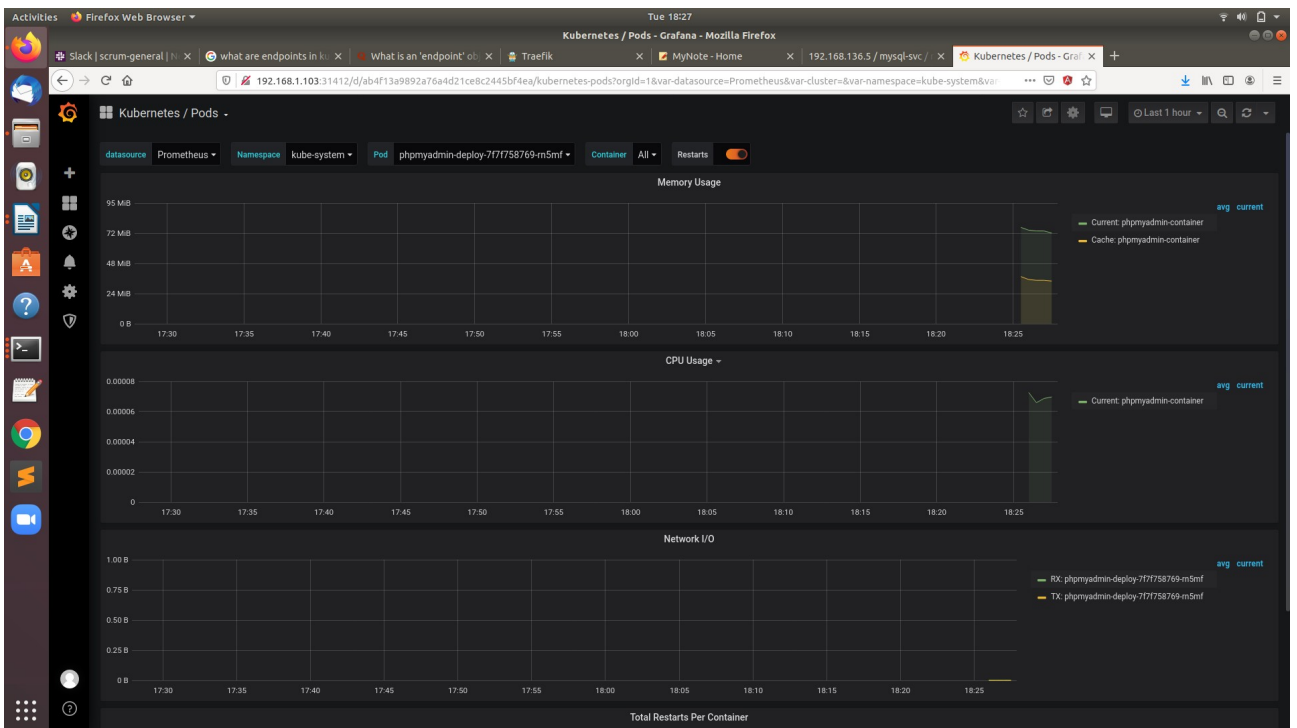 Activities Firefox Web Browser Tue 18:27
Kubernetes / Pods - Grafana - Mozilla Firefox
Slack | scrum-general | N what are endpoints in ku What is an 'endpoint' ob Traefik MyNote - Home 192.168.136.5 / mysql-svc / Kubernetes / Pods - Graf
192.168.1.103:31412/d/ab4f13a9892a76a4d21ce8c2445bf4ea/kubernetes-pods?orgId=1&var-datasource=Prometheus&var-cluster=&var-namespace=kube-system&var
Kubernetes / Pods Last 1 hour
datasource Prometheus Namespace kube-system Pod phpmyadmin-deploy-7f7f758769-rn5mf Container All Restarts
Memory Usage
95 MiB
72 MiB
48 MiB
24 MiB
0 B
17:30 17:35 17:40 17:45 17:50 17:55 18:00 18:05 18:10 18:15 18:20 18:25
avg current
Current: phpmyadmin-container
Cache: phpmyadmin-container
CPU Usage
0.00008
0.00006
0.00004
0.00002
0
17:30 17:35 17:40 17:45 17:50 17:55 18:00 18:05 18:10 18:15 18:20 18:25
avg current
Current: phpmyadmin-container
Network I/O
1.00 B
0.75 B
0.50 B
0.25 B
0 B
17:30 17:35 17:40 17:45 17:50 17:55 18:00 18:05 18:10 18:15 18:20 18:25
avg current
RX: phpmyadmin-deploy-7f7f758769-rn5mf
TX: phpmyadmin-deploy-7f7f758769-rn5mf
Total Restarts Per Container